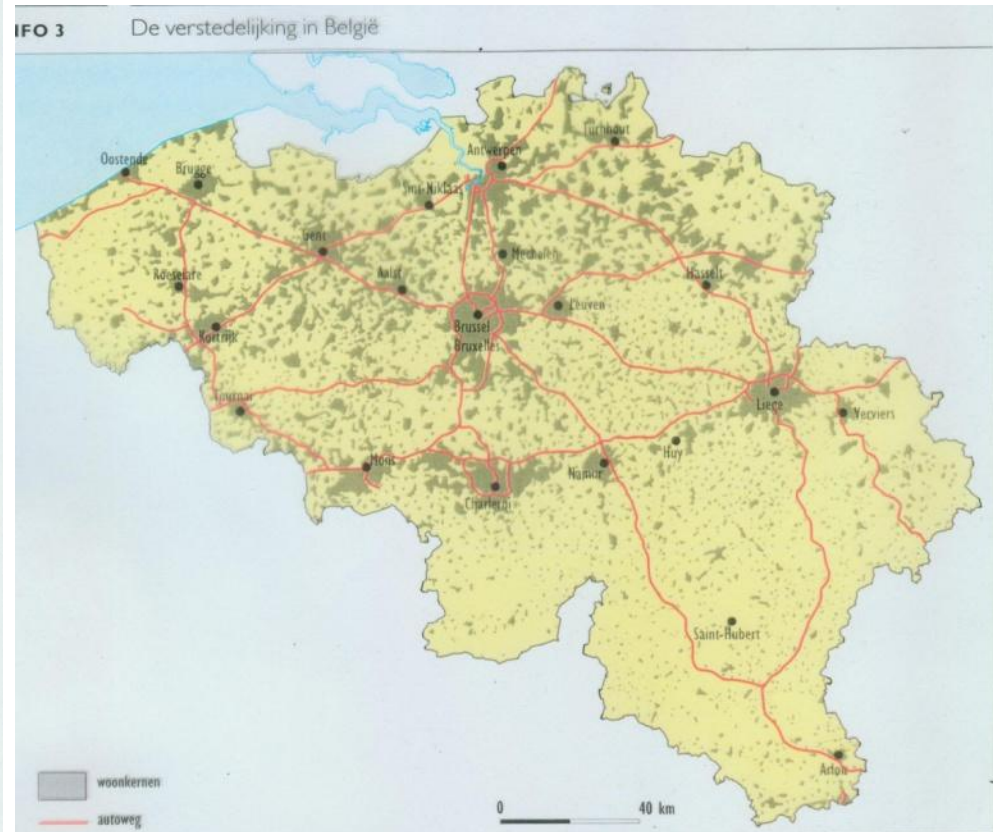 IFO 3 De verstedelijking in België
Turnhout
Antwerpen
Oostende
Brugge
Sint-Niklaas
Gent
Mechelen
Aalst
Hasselt
Roeselare
Leuven
Kortrijk
Brussel
Bruxelles
Tournai
Liège
Verviers
Huy
Mons
Namur
Charleroi
Saint-Hubert
Arlon
woonkernen
0 40 km
autoweg